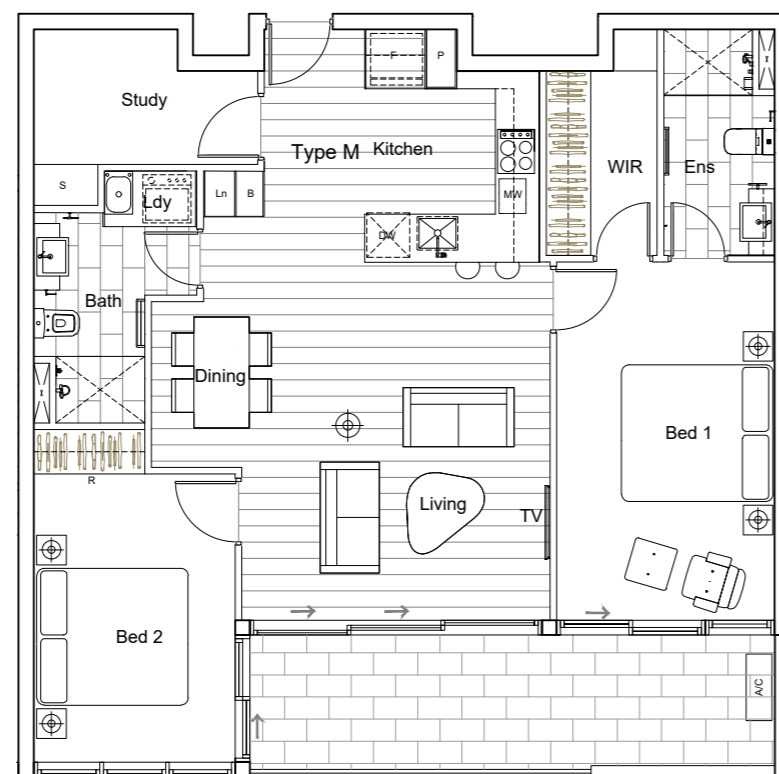 F
P
Study
Type M
Kitchen
S
Ldy
Ln
B
MW
WIR
Ens
I
DW
Bath
I
Dining
Bed 1
R
Living
TV
Bed 2
A/C